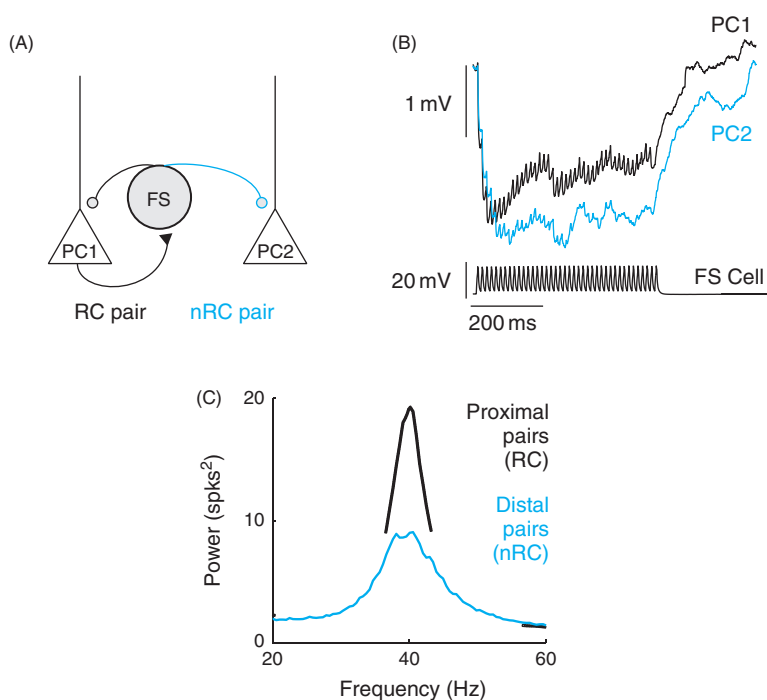 (A)
FS
PC1
PC2
RC pair
nRC pair
(B)
PC1
1 mV
PC2
20 mV
FS Cell
200 ms
(C)
20
Proximal
pairs
(RC)
Distal
pairs
(nRC)
10
0
Power (spks²)
20
40
60
Frequency (Hz)